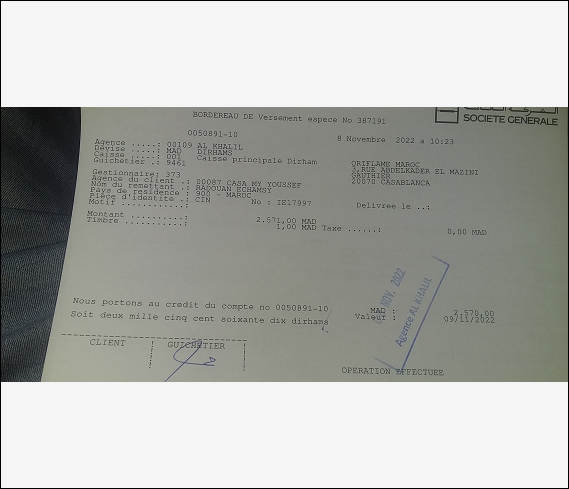 SOCIETE GENERALE
BORDEREAU DE Versement espece No 387191
0050891-10
8 Novembre 2022 a 10:23
Agence .....: 00109 AL KHALIL
Devise .....: MAD DIRHAMS
Caisse .....: 001 Caisse principale Dirham
Guichetier .: 9461
ORIFLAME MAROC
3,RUE ABDELKADER EL MAZINI
GAUTHIER
20070 CASABLANCA
Gestionnaire: 373
Agence du client .: 00087 CASA MY YOUSSEF
Nom du remettant .: RADOUAN ECHAMSY
Pays de residence : 900 - MAROC
Pièce d'identite .: CIN No : IE17997 Delivree le ..:
Motif ............:
Montant ..........: 2.571,00 MAD
Timbre ...........: 1,00 MAD Taxe ......: 0,00 MAD
Nous portons au credit du compte no 0050891-10 MAD : 2.570,00
Soit deux mille cinq cent soixante dix dirhams Valeur : 09/11/2022
NOV. 2022
Agence AL KHALIL
CLIENT GUICHETIER
OPERATION EFFECTUEE